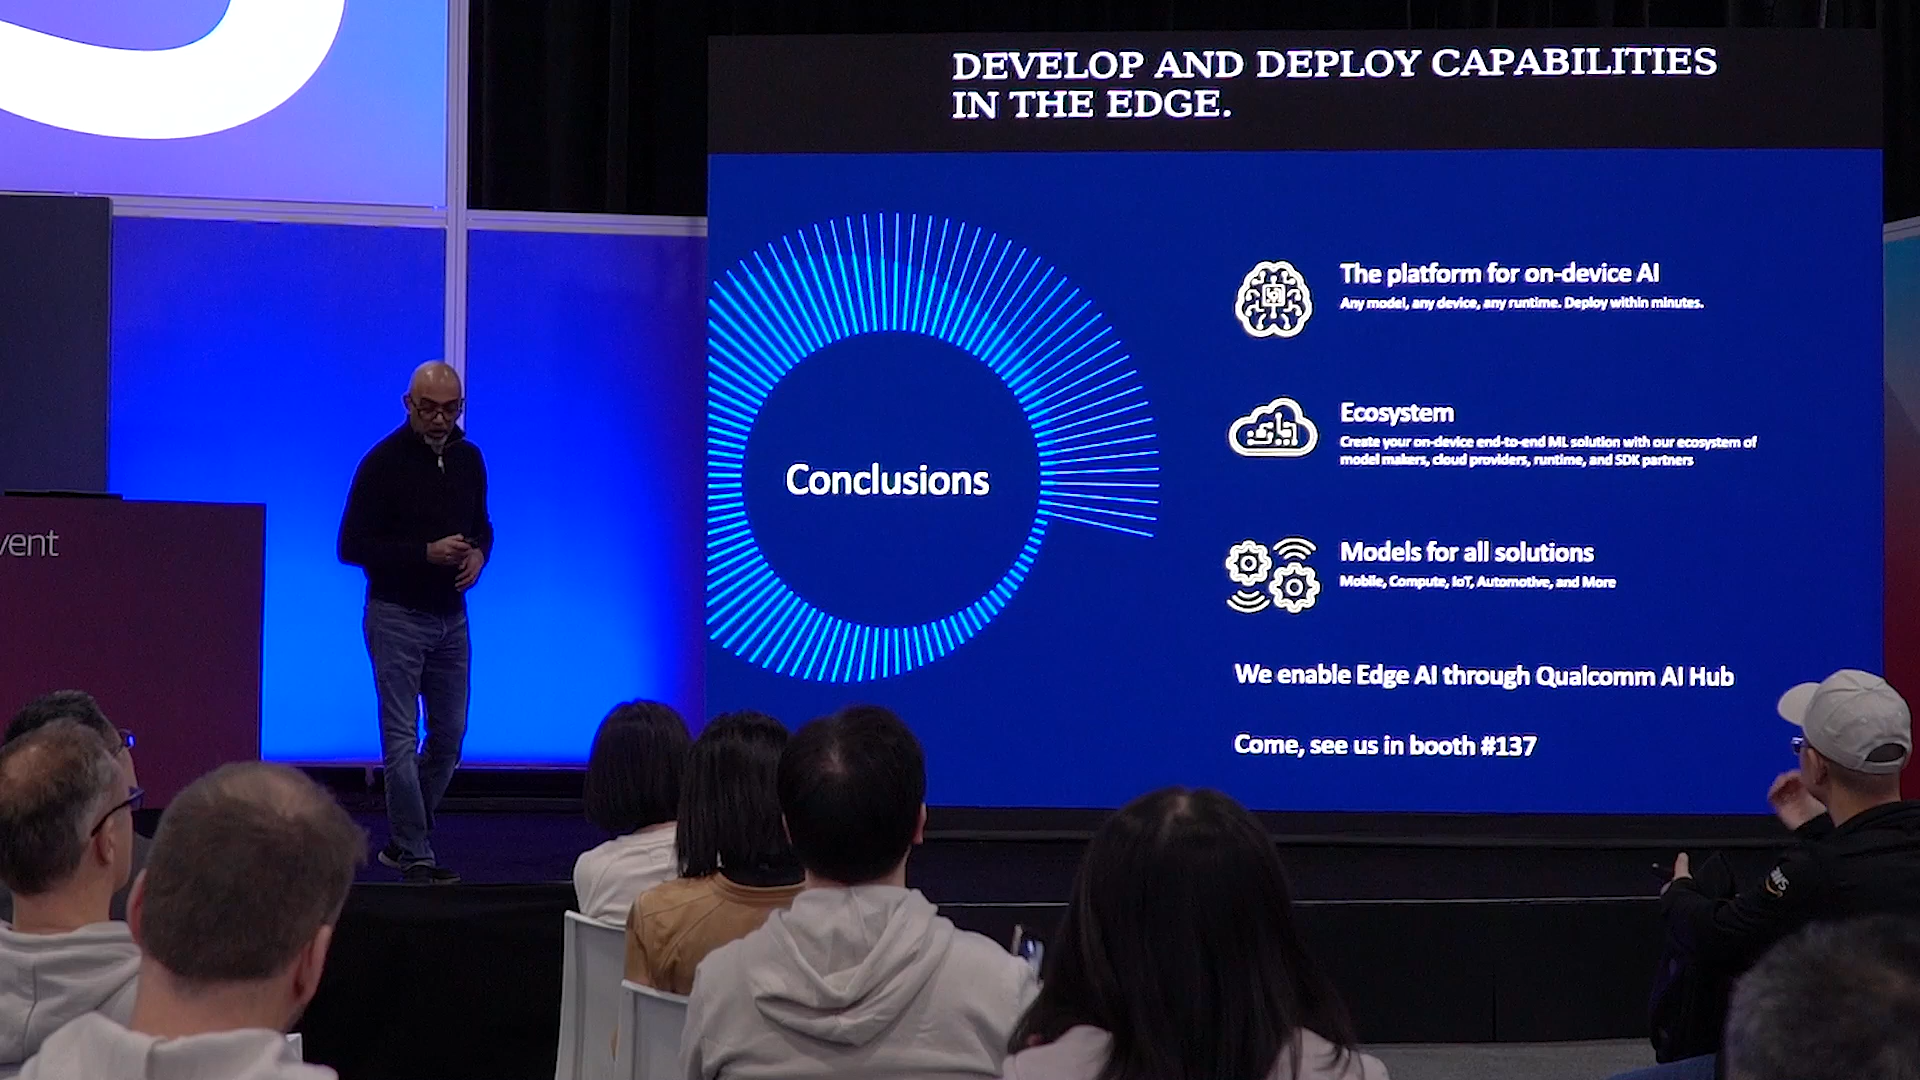 DEVELOP AND DEPLOY CAPABILITIES
IN THE EDGE.
Conclusions
The platform for on-device AI
Any model, any device, any runtime. Deploy within minutes.
Ecosystem
Create your on-device end-to-end ML solution with our ecosystem of
model makers, cloud providers, runtime, and SDK partners
Models for all solutions
Mobile, Compute, IoT, Automotive, and More
We enable Edge AI through Qualcomm AI Hub
Come, see us in booth #137
vent
aws